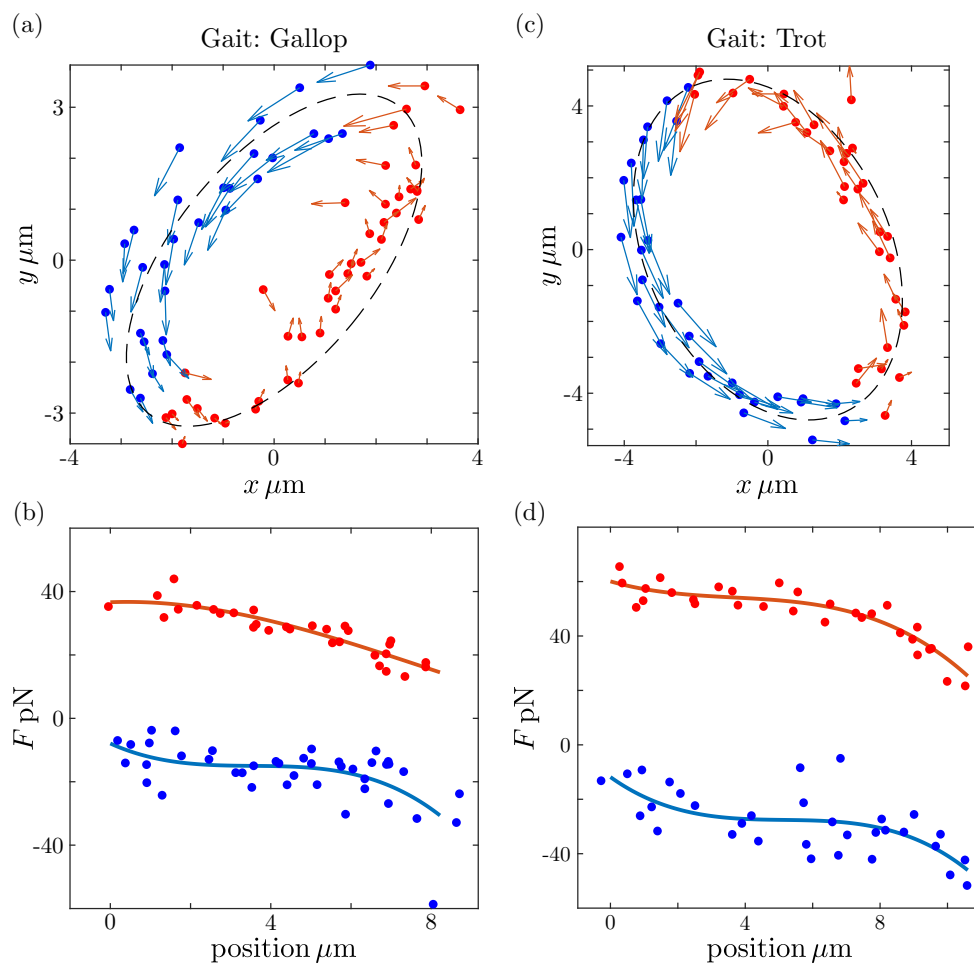 (a)
Gait: Gallop
3
0
-3
y μm
-4
0
4
x μm
(c)
Gait: Trot
4
0
-4
y μm
-4
0
4
x μm
(b)
40
0
-40
F pN
0
4
8
position μm
(d)
40
0
-40
F pN
0
4
8
position μm